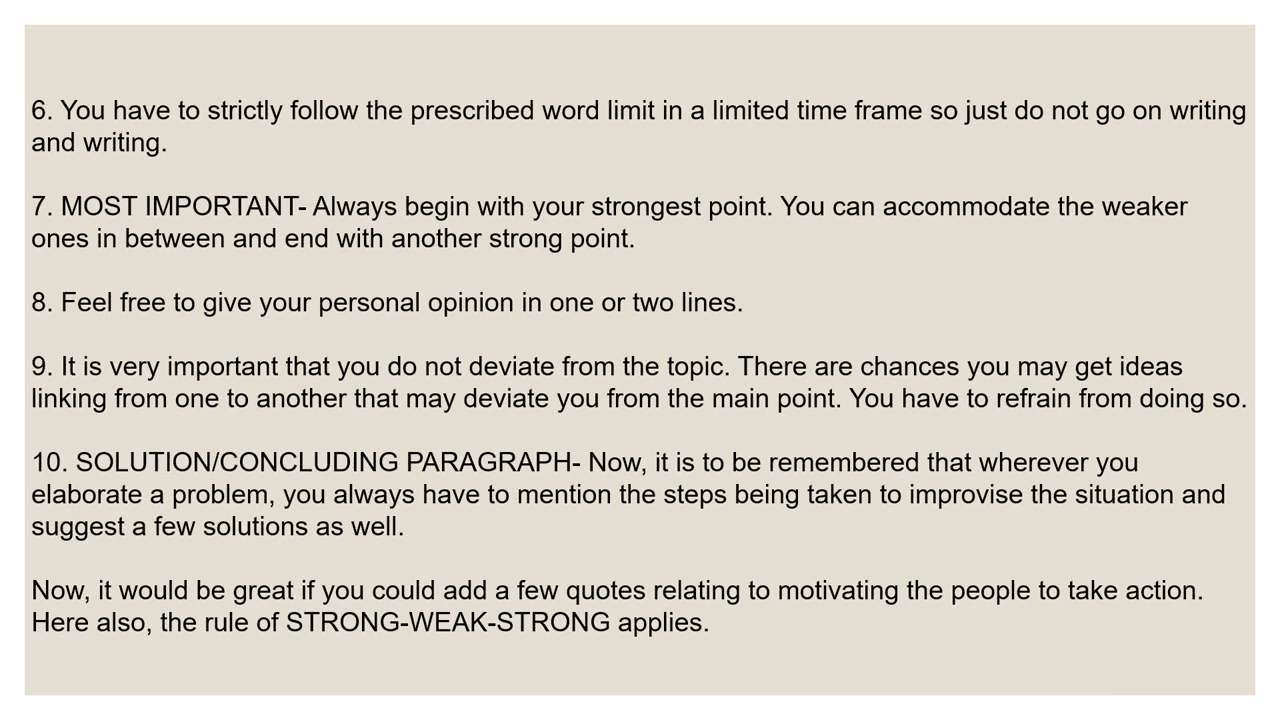 6. You have to strictly follow the prescribed word limit in a limited time frame so just do not go on writing
and writing.
7. MOST IMPORTANT- Always begin with your strongest point. You can accommodate the weaker
ones in between and end with another strong point.
8. Feel free to give your personal opinion in one or two lines.
9. It is very important that you do not deviate from the topic. There are chances you may get ideas
linking from one to another that may deviate you from the main point. You have to refrain from doing so.
10. SOLUTION/CONCLUDING PARAGRAPH- Now, it is to be remembered that wherever you
elaborate a problem, you always have to mention the steps being taken to improvise the situation and
suggest a few solutions as well.
Now, it would be great if you could add a few quotes relating to motivating the people to take action.
Here also, the rule of STRONG-WEAK-STRONG applies.